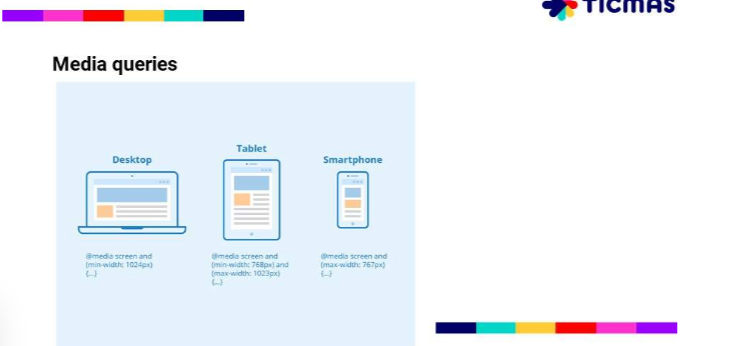 TICMAS
Media queries
Desktop
Tablet
Smartphone
@media screen and
(min-width: 1024px)
{...}
@media screen and
(min-width: 768px) and
(max-width: 1023px)
{...}
@media screen and
(max-width: 767px)
{...}